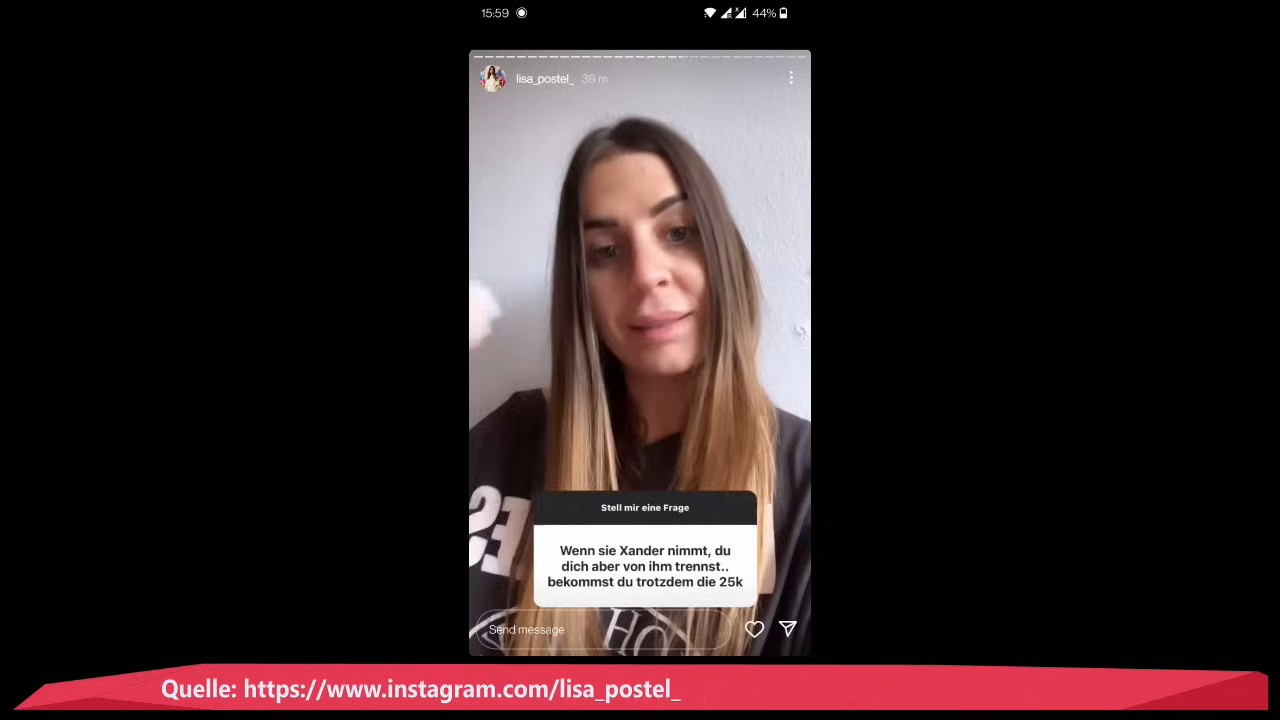 15:59
44%
lisa_postel_ 36 m
Stell mir eine Frage
Wenn sie Xander nimmt, du
dich aber von ihm trennst..
bekommst du trotzdem die 25k
Send message
Quelle: https://www.instagram.com/lisa_postel_